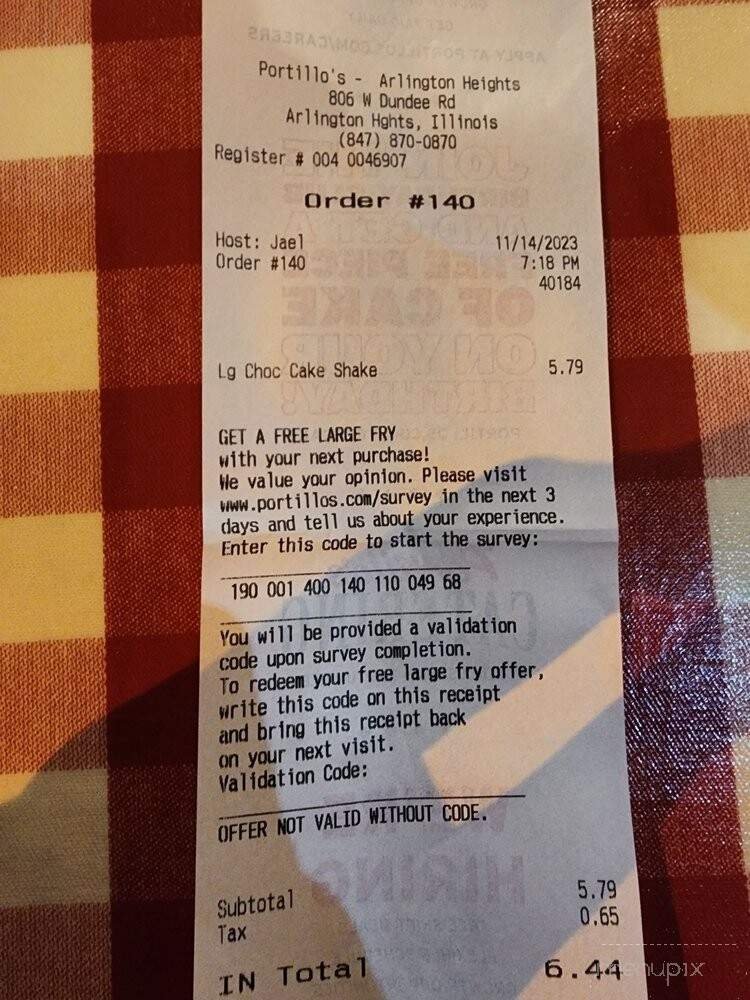 APPLY AT PORTILLOS.COM/CAREERS
Portillo's - Arlington Heights
806 W Dundee Rd
Arlington Hghts, Illinois
(847) 870-0870
Register # 004 0046907
Order #140
Host: Jael 11/14/2023
Order #140 7:18 PM
40184
Lg Choc Cake Shake 5.79
GET A FREE LARGE FRY
with your next purchase!
We value your opinion. Please visit
www.portillos.com/survey in the next 3
days and tell us about your experience.
Enter this code to start the survey:
190 001 400 140 110 049 68
You will be provided a validation
code upon survey completion.
To redeem your free large fry offer,
write this code on this receipt
and bring this receipt back
on your next visit.
Validation Code:
OFFER NOT VALID WITHOUT CODE.
Subtotal 5.79
Tax 0.65
IN Total 6.44